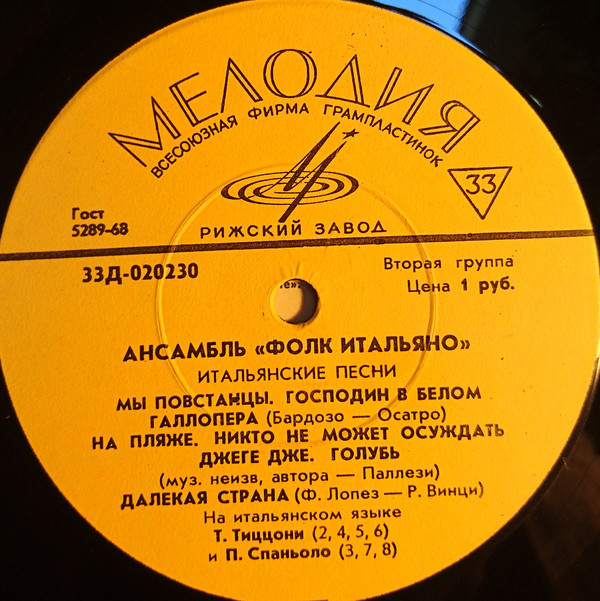 МЕЛОДИЯ
ВСЕСОЮЗНАЯ ФИРМА ГРАМПЛАСТИНОК
33
РИЖСКИЙ ЗАВОД
Гост
5289-68
33Д-020230
Вторая группа
Цена 1 руб.
АНСАМБЛЬ «ФОЛК ИТАЛЬЯНО»
ИТАЛЬЯНСКИЕ ПЕСНИ
МЫ ПОВСТАНЦЫ. ГОСПОДИН В БЕЛОМ
ГАЛЛОПЕРА (Бардозо — Осатро)
НА ПЛЯЖЕ. НИКТО НЕ МОЖЕТ ОСУЖДАТЬ
ДЖЕГЕ ДЖЕ. ГОЛУБЬ
(муз. неизв, автора — Паллези)
ДАЛЕКАЯ СТРАНА (Ф. Лопез — Р. Винци)
На итальянском языке
Т. Тиццони (2, 4, 5, 6)
и П. Спаньоло (3, 7, 8)